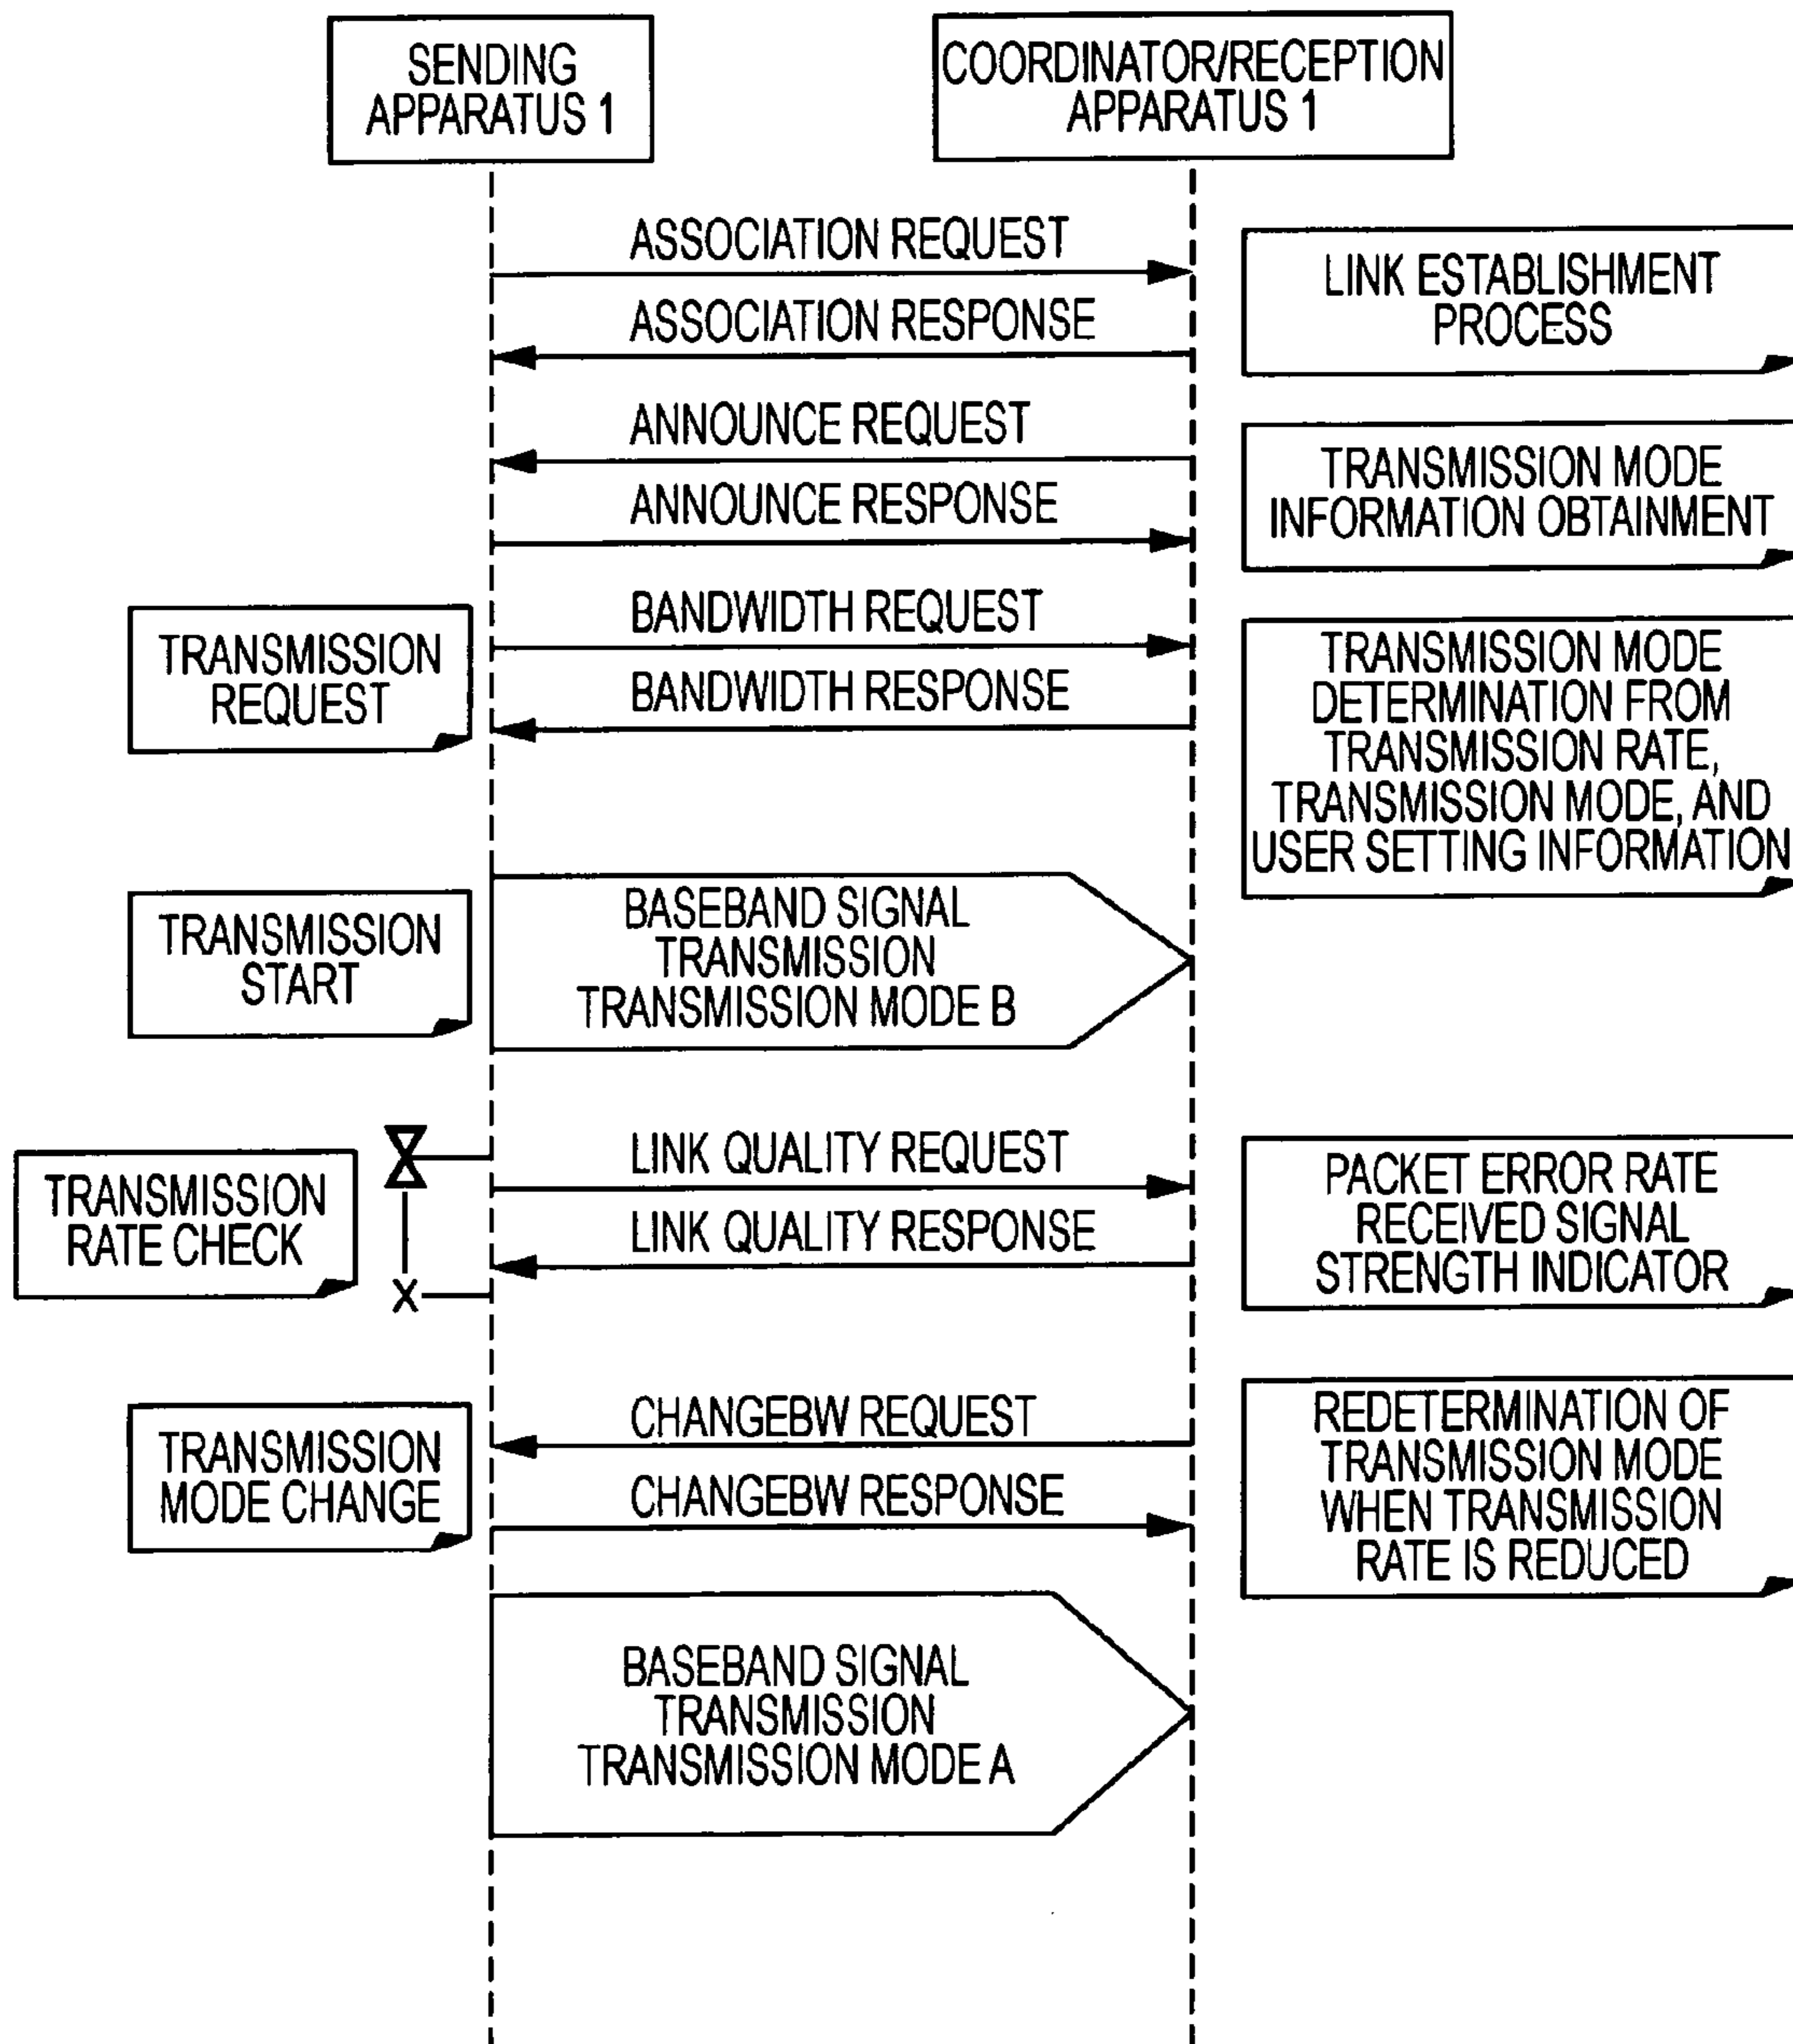 SENDING
APPARATUS 1
COORDINATOR/RECEPTION
APPARATUS 1
ASSOCIATION REQUEST
ASSOCIATION RESPONSE
LINK ESTABLISHMENT
PROCESS
ANNOUNCE REQUEST
ANNOUNCE RESPONSE
TRANSMISSION MODE
INFORMATION OBTAINMENT
TRANSMISSION
REQUEST
BANDWIDTH REQUEST
BANDWIDTH RESPONSE
TRANSMISSION MODE
DETERMINATION FROM
TRANSMISSION RATE,
TRANSMISSION MODE, AND
USER SETTING INFORMATION
TRANSMISSION
START
BASEBAND SIGNAL
TRANSMISSION
TRANSMISSION MODE B
TRANSMISSION
RATE CHECK
LINK QUALITY REQUEST
LINK QUALITY RESPONSE
PACKET ERROR RATE
RECEIVED SIGNAL
STRENGTH INDICATOR
TRANSMISSION
MODE CHANGE
CHANGEBW REQUEST
CHANGEBW RESPONSE
REDETERMINATION OF
TRANSMISSION MODE
WHEN TRANSMISSION
RATE IS REDUCED
BASEBAND SIGNAL
TRANSMISSION
TRANSMISSION MODE A